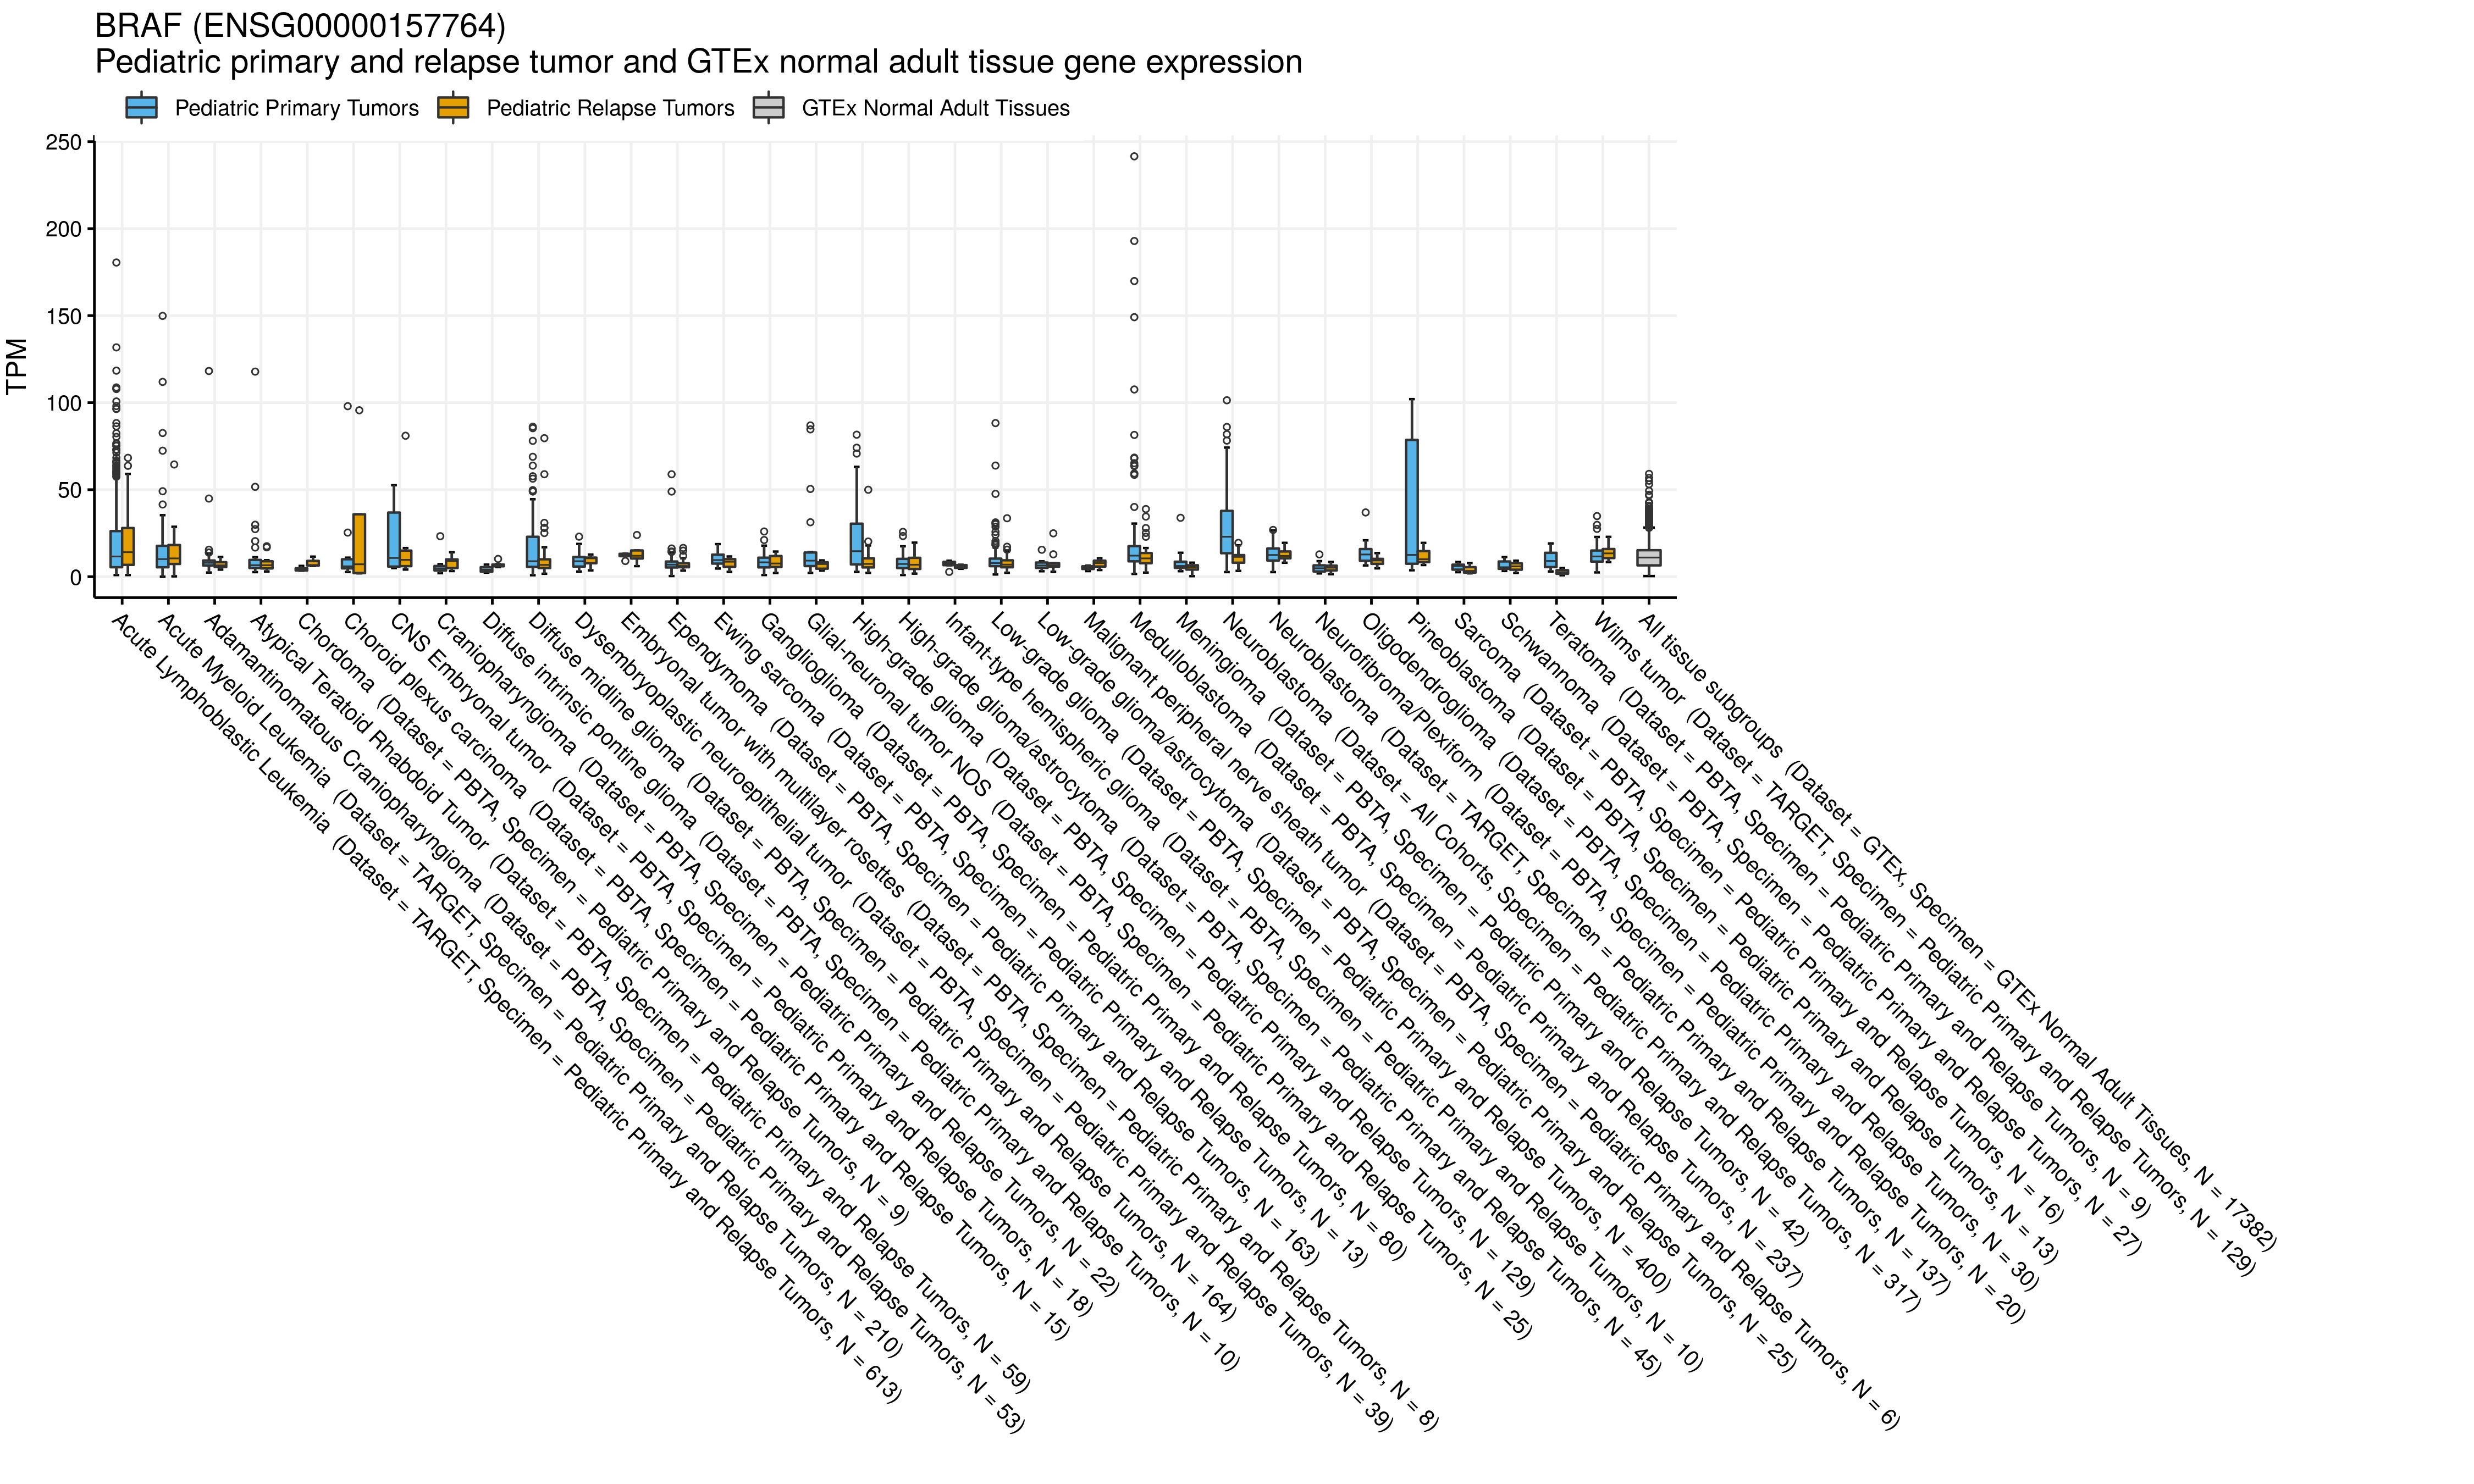 BRAF (ENSG00000157764)
Pediatric primary and relapse tumor and GTEx normal adult tissue gene expression
Pediatric Primary Tumors
Pediatric Relapse Tumors
GTEx Normal Adult Tissues
TPM
250
200
150
100
50
0
Acute Lymphoblastic Leukemia (Dataset = TARGET, Specimen = Pediatric Primary and Relapse Tumors, N = 613)
Acute Myeloid Leukemia (Dataset = TARGET, Specimen = Pediatric Primary and Relapse Tumors, N = 210)
Adamantinomatous Craniopharyngioma (Dataset = PBTA, Specimen = Pediatric Primary and Relapse Tumors, N = 53)
Atypical Teratoid Rhabdoid Tumor (Dataset = PBTA, Specimen = Pediatric Primary and Relapse Tumors, N = 59)
Chordoma (Dataset = PBTA, Specimen = Pediatric Primary and Relapse Tumors, N = 9)
Choroid plexus carcinoma (Dataset = PBTA, Specimen = Pediatric Primary and Relapse Tumors, N = 15)
CNS Embryonal tumor (Dataset = PBTA, Specimen = Pediatric Primary and Relapse Tumors, N = 18)
Craniopharyngioma (Dataset = PBTA, Specimen = Pediatric Primary and Relapse Tumors, N = 22)
Diffuse intrinsic pontine glioma (Dataset = PBTA, Specimen = Pediatric Primary and Relapse Tumors, N = 10)
Diffuse midline glioma (Dataset = PBTA, Specimen = Pediatric Primary and Relapse Tumors, N = 164)
Dysembryoplastic neuroepithelial tumor (Dataset = PBTA, Specimen = Pediatric Primary and Relapse Tumors, N = 39)
Embryonal tumor with multilayer rosettes (Dataset = PBTA, Specimen = Pediatric Primary and Relapse Tumors, N = 8)
Ependymoma (Dataset = PBTA, Specimen = Pediatric Primary and Relapse Tumors, N = 163)
Ewing sarcoma (Dataset = PBTA, Specimen = Pediatric Primary and Relapse Tumors, N = 13)
Ganglioglioma (Dataset = PBTA, Specimen = Pediatric Primary and Relapse Tumors, N = 80)
Glial-neuronal tumor NOS (Dataset = PBTA, Specimen = Pediatric Primary and Relapse Tumors, N = 25)
High-grade glioma (Dataset = PBTA, Specimen = Pediatric Primary and Relapse Tumors, N = 129)
High-grade glioma/astrocytoma (Dataset = PBTA, Specimen = Pediatric Primary and Relapse Tumors, N = 45)
Infant-type hemispheric glioma (Dataset = PBTA, Specimen = Pediatric Primary and Relapse Tumors, N = 10)
Low-grade glioma (Dataset = PBTA, Specimen = Pediatric Primary and Relapse Tumors, N = 400)
Low-grade glioma/astrocytoma (Dataset = PBTA, Specimen = Pediatric Primary and Relapse Tumors, N = 25)
Malignant peripheral nerve sheath tumor (Dataset = PBTA, Specimen = Pediatric Primary and Relapse Tumors, N = 6)
Medulloblastoma (Dataset = PBTA, Specimen = Pediatric Primary and Relapse Tumors, N = 237)
Meningioma (Dataset = PBTA, Specimen = Pediatric Primary and Relapse Tumors, N = 42)
Neuroblastoma (Dataset = All Cohorts, Specimen = Pediatric Primary and Relapse Tumors, N = 317)
Neuroblastoma (Dataset = TARGET, Specimen = Pediatric Primary and Relapse Tumors, N = 137)
Neurofibroma/Plexiform (Dataset = PBTA, Specimen = Pediatric Primary and Relapse Tumors, N = 20)
Oligodendroglioma (Dataset = PBTA, Specimen = Pediatric Primary and Relapse Tumors, N = 30)
Pineoblastoma (Dataset = PBTA, Specimen = Pediatric Primary and Relapse Tumors, N = 13)
Sarcoma (Dataset = PBTA, Specimen = Pediatric Primary and Relapse Tumors, N = 16)
Schwannoma (Dataset = PBTA, Specimen = Pediatric Primary and Relapse Tumors, N = 27)
Teratoma (Dataset = PBTA, Specimen = Pediatric Primary and Relapse Tumors, N = 9)
Wilms tumor (Dataset = TARGET, Specimen = Pediatric Primary and Relapse Tumors, N = 129)
All tissue subgroups (Dataset = GTEx, Specimen = GTEx Normal Adult Tissues, N = 17382)